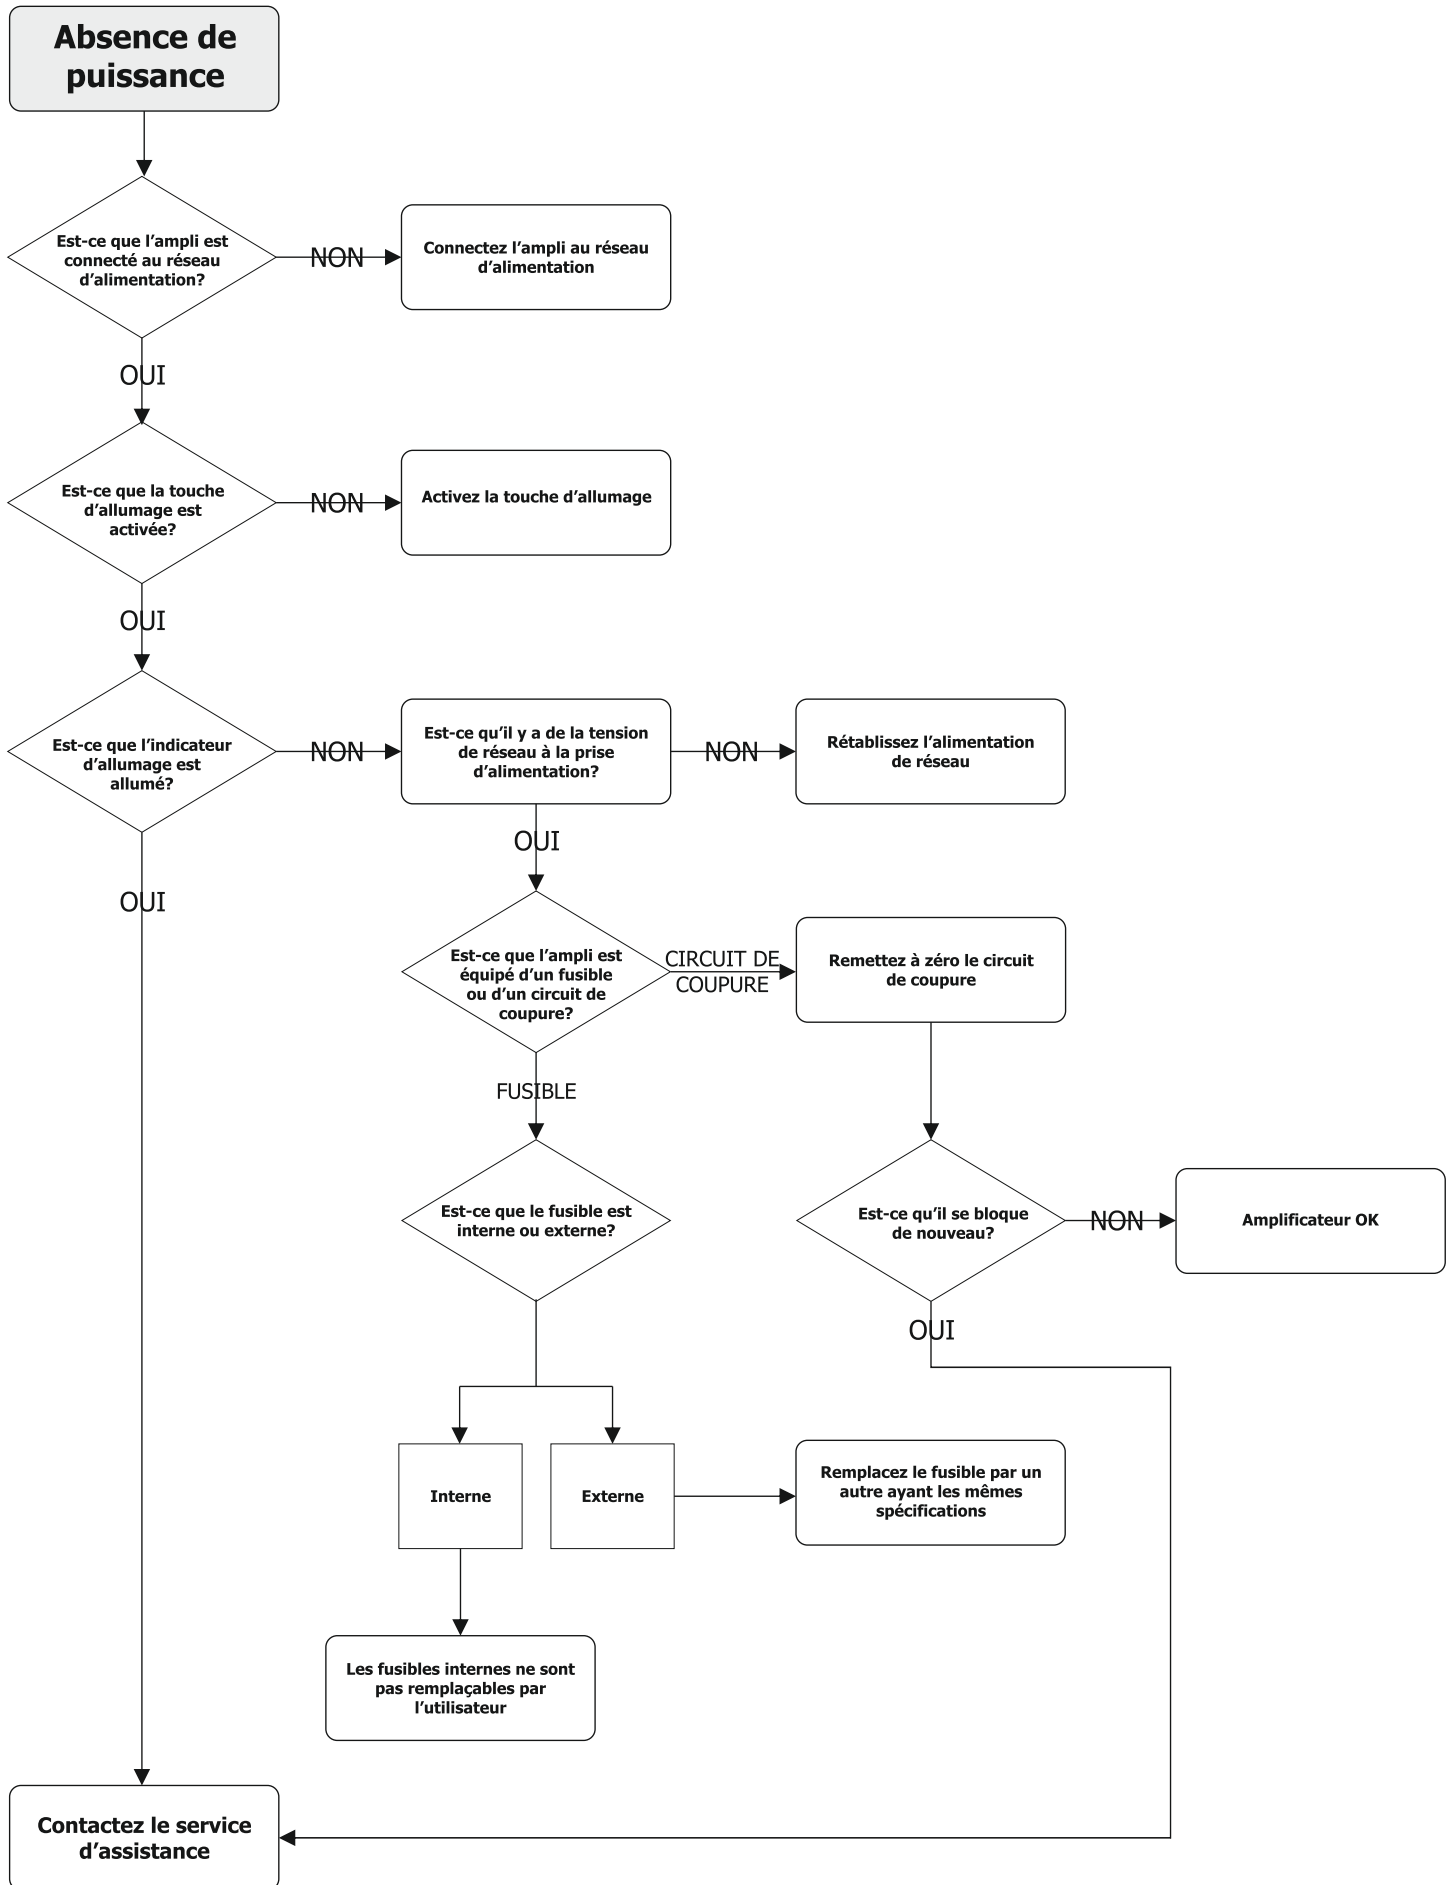 Absence de
puissance
Est-ce que l’ampli est
connecté au réseau
d’alimentation?
NON
Connectez l’ampli au réseau
d’alimentation
OUI
Est-ce que la touche
d’allumage est
activée?
NON
Activez la touche d’allumage
OUI
Est-ce que l’indicateur
d’allumage est
allumé?
NON
Est-ce qu’il y a de la tension
de réseau à la prise
d’alimentation?
NON
Rétablissez l’alimentation
de réseau
OUI
OUI
Est-ce que l’ampli est
équipé d’un fusible
ou d’un circuit de
coupure?
CIRCUIT DE
COUPURE
Remettez à zéro le circuit
de coupure
FUSIBLE
Est-ce que le fusible est
interne ou externe?
Est-ce qu’il se bloque
de nouveau?
NON
Amplificateur OK
OUI
Interne
Externe
Remplacez le fusible par un
autre ayant les mêmes
spécifications
Les fusibles internes ne sont
pas remplaçables par
l’utilisateur
Contactez le service
d’assistance